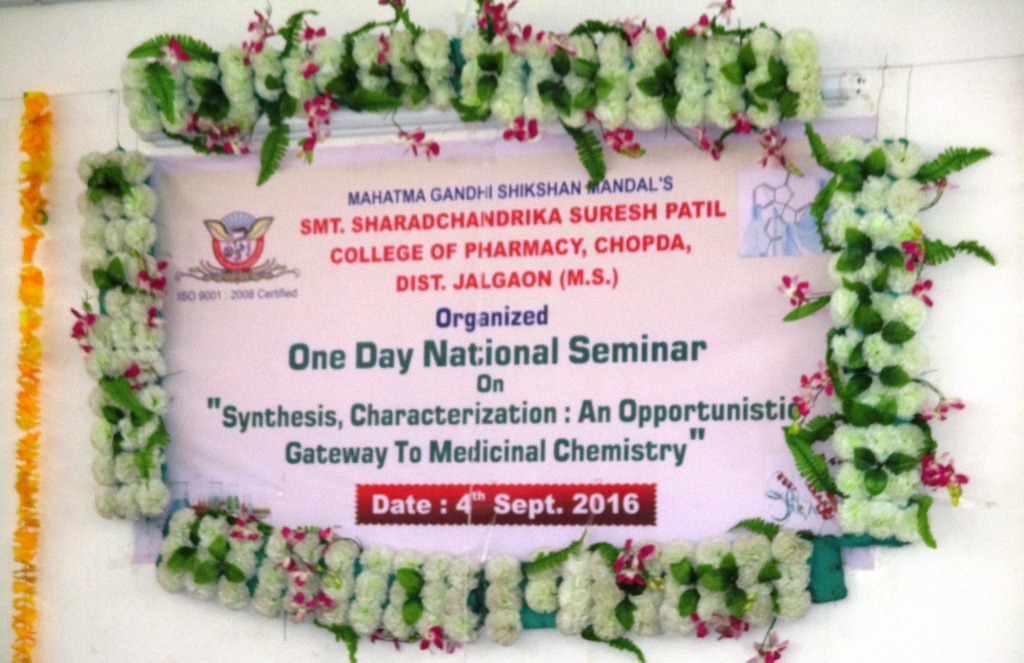 MAHATMA GANDHI SHIKSHAN MANDAL'S
SMT. SHARADCHANDRIKA SURESH PATIL
COLLEGE OF PHARMACY, CHOPDA,
DIST. JALGAON (M.S.)
ISO 9001 : 2008 Certified
Organized
One Day National Seminar
On
"Synthesis, Characterization : An Opportunistic
Gateway To Medicinal Chemistry"
Date : 4th Sept. 2016